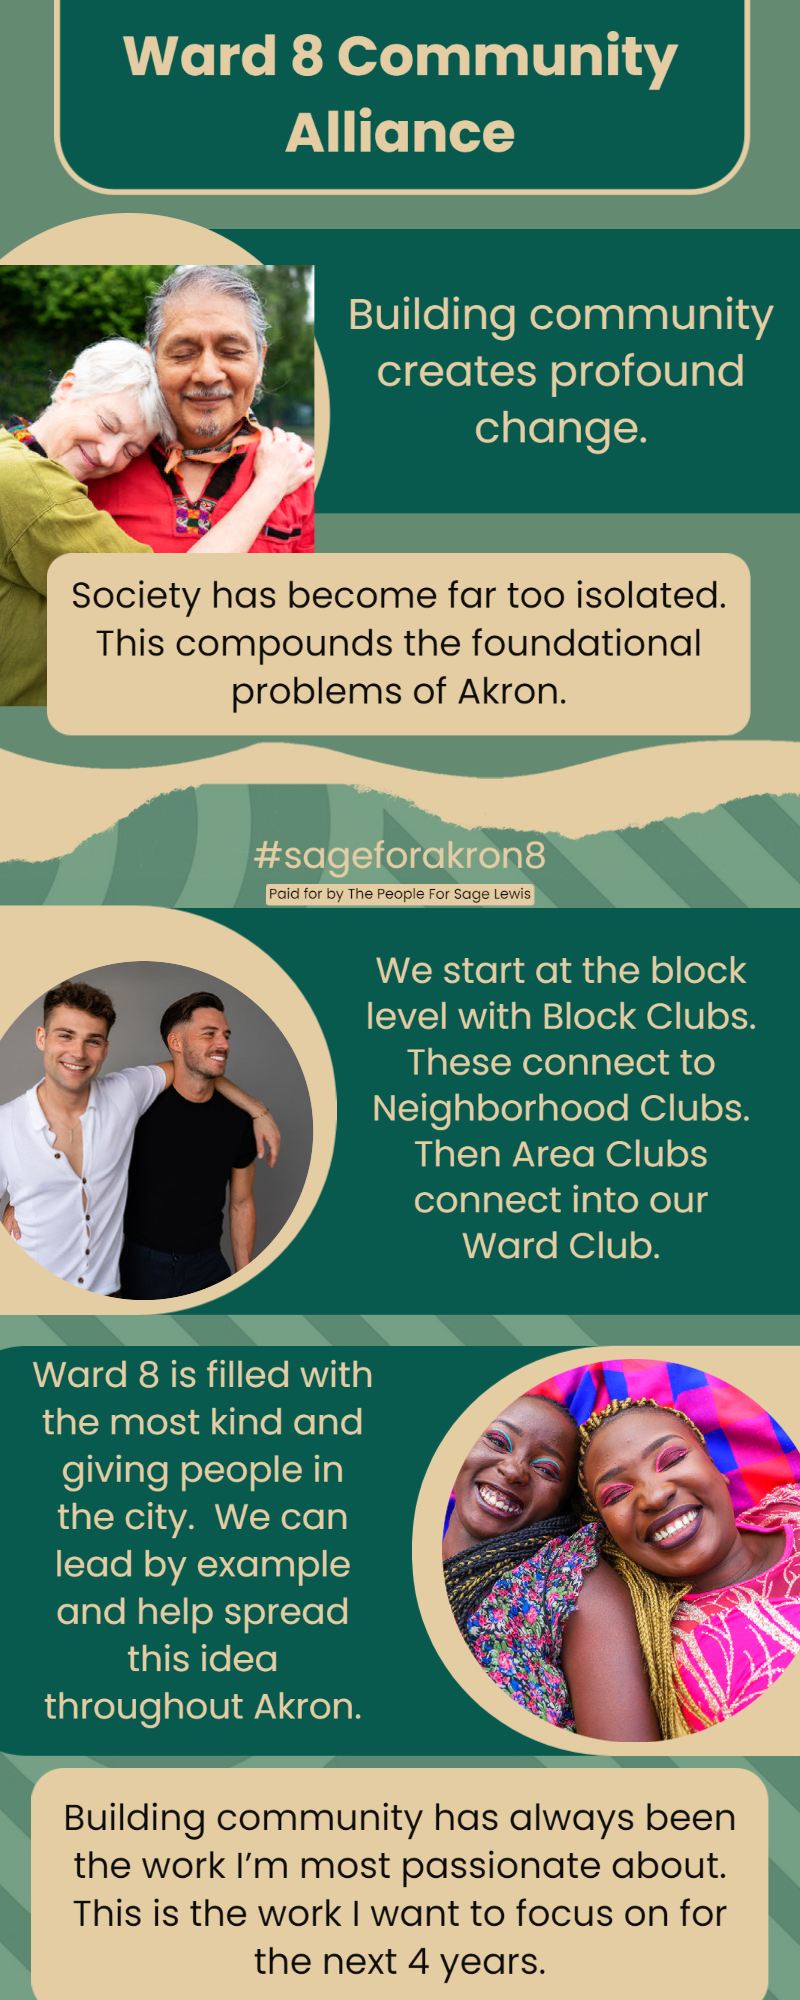 Ward 8 Community
Alliance
Building community
creates profound
change.
Society has become far too isolated.
This compounds the foundational
problems of Akron.
#sageforakron8
Paid for by The People For Sage Lewis
We start at the block
level with Block Clubs.
These connect to
Neighborhood Clubs.
Then Area Clubs
connect into our
Ward Club.
Ward 8 is filled with
the most kind and
giving people in
the city.  We can
lead by example
and help spread
this idea
throughout Akron.
Building community has always been
the work I’m most passionate about.
This is the work I want to focus on for
the next 4 years.